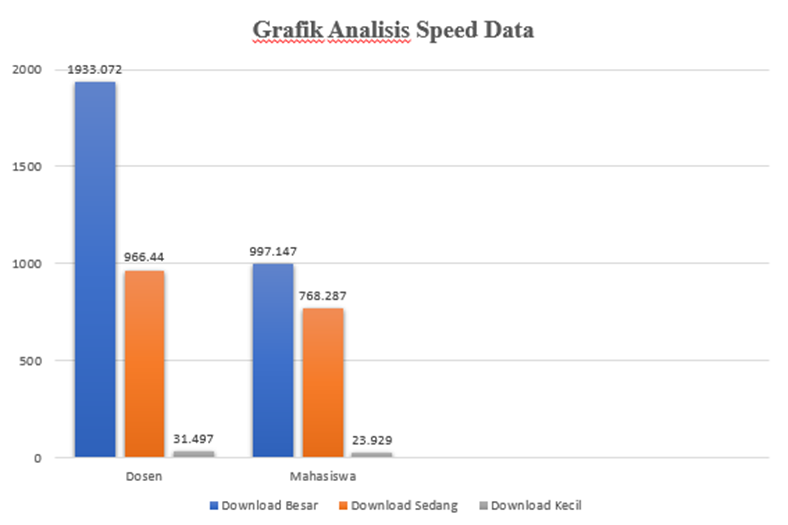 Grafik Analisis Speed Data
2000
1500
1000
500
0
1933.072
966.44
31.497
997.147
768.287
23.929
Dosen
Mahasiswa
Download Besar
Download Sedang
Download Kecil